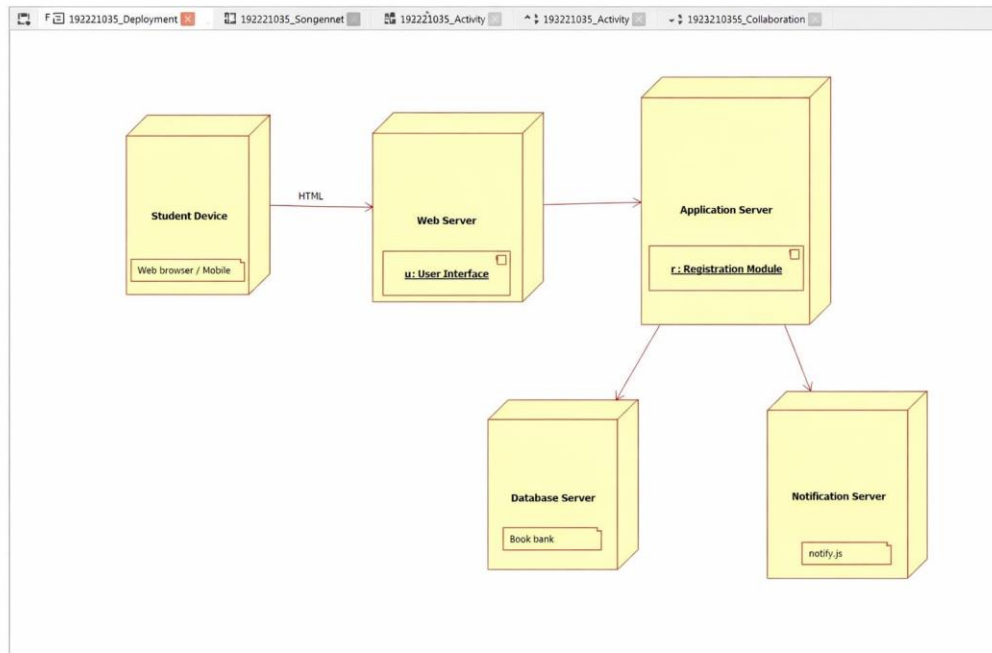 F 192221035_Deployment
192221035_Songennet
192221035_Activity
193221035_Activity
192321035S_Collaboration
HTML
Student Device
Web browser / Mobile
Web Server
u: User Interface
Application Server
r : Registration Module
Database Server
Book bank
Notification Server
notify.js